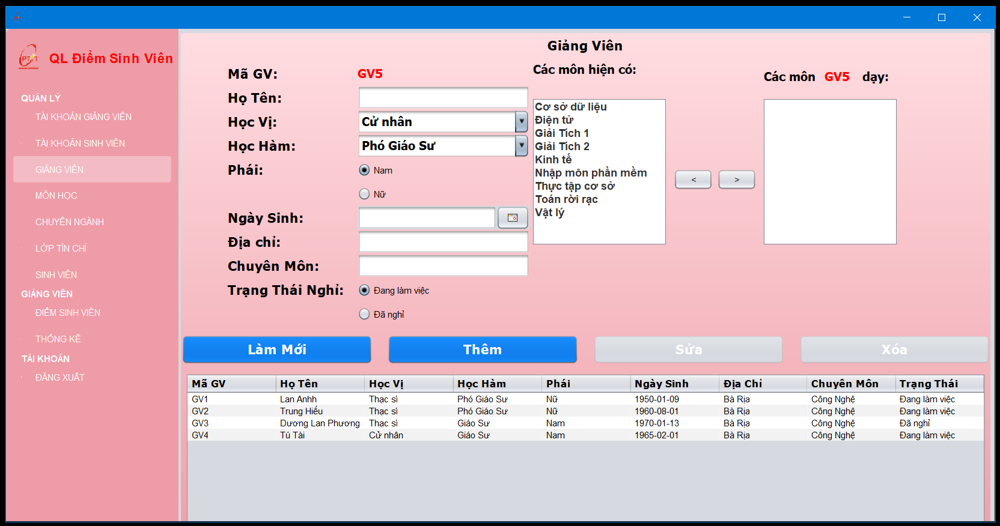 QL Điểm Sinh Viên
QUẢN LÝ
TÀI KHOẢN GIẢNG VIÊN
TÀI KHOẢN SINH VIÊN
GIẢNG VIÊN
MÔN HỌC
CHUYÊN NGÀNH
LỚP TÍN CHỈ
SINH VIÊN
GIẢNG VIÊN
ĐIỂM SINH VIÊN
THỐNG KÊ
TÀI KHOẢN
ĐĂNG XUẤT
Giảng Viên
Mã GV: GV5
Họ Tên:
Học Vị: Cử nhân
Học Hàm: Phó Giáo Sư
Phái: Nam
Nữ
Ngày Sinh:
Địa chỉ:
Chuyên Môn:
Trạng Thái Nghỉ: Đang làm việc
Đã nghỉ
Các môn hiện có:
Cơ sở dữ liệu
Điện tử
Giải Tích 1
Giải Tích 2
Kinh tế
Nhập môn phần mềm
Thực tập cơ sở
Toán rời rạc
Vật lý
< >
Các môn GV5 dạy:
Làm Mới Thêm Sửa Xóa
Mã GV Họ Tên Học Vị Học Hàm Phái Ngày Sinh Địa Chỉ Chuyên Môn Trạng Thái
GV1 Lan Anhh Thạc sĩ Phó Giáo Sư Nữ 1950-01-09 Bà Rịa Công Nghệ Đang làm việc
GV2 Trung Hiếu Thạc sĩ Phó Giáo Sư Nữ 1960-08-01 Bà Rịa Công Nghệ Đang làm việc
GV3 Dương Lan Phương Thạc sĩ Giáo Sư Nam 1970-01-13 Bà Rịa Công Nghệ Đã nghỉ
GV4 Tú Tài Cử nhân Giáo Sư Nam 1965-02-01 Bà Rịa Công Nghệ Đang làm việc